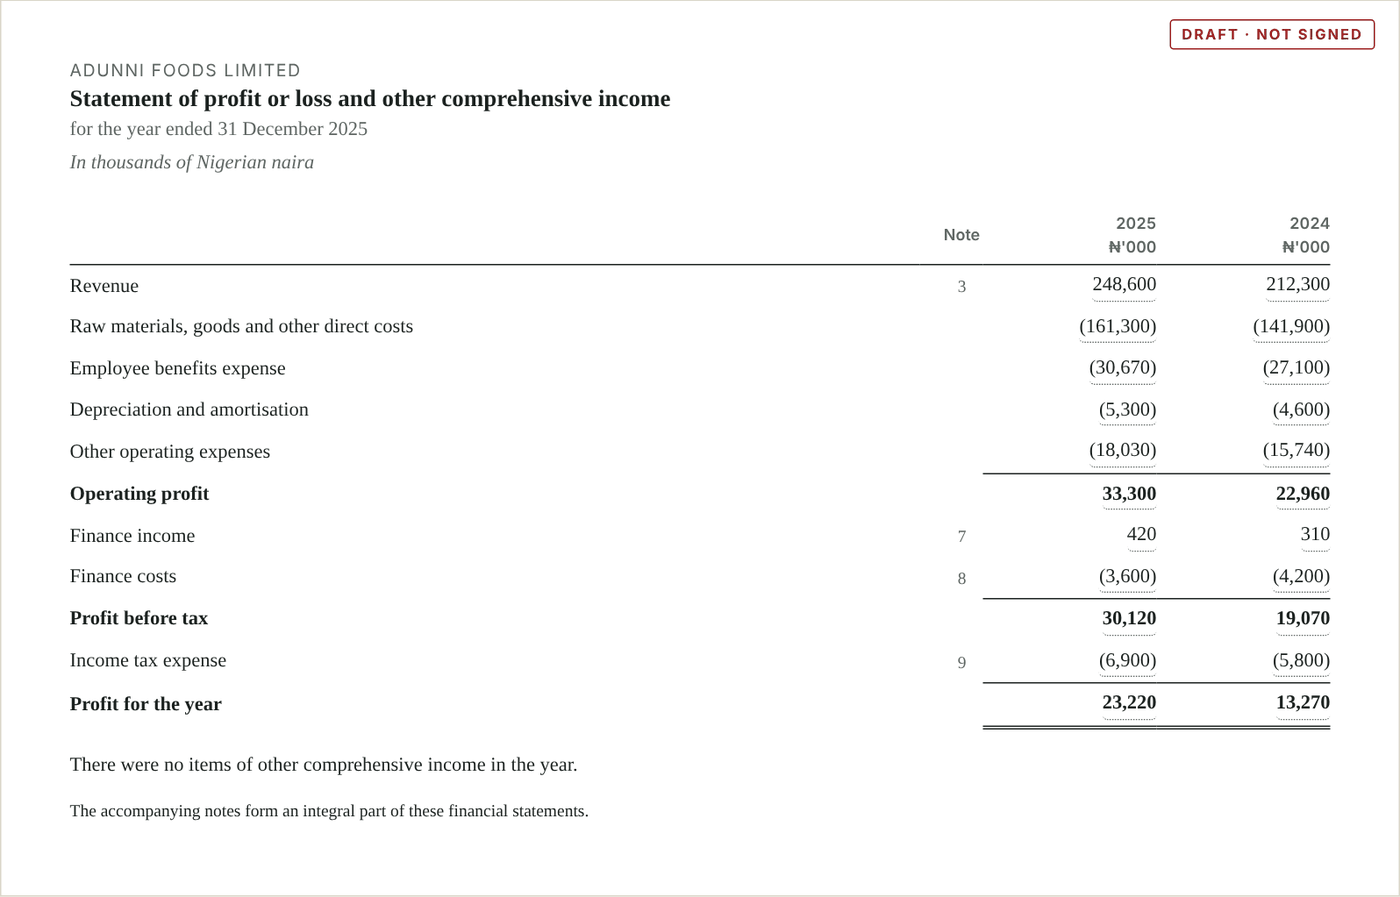 DRAFT · NOT SIGNED
ADUNNI FOODS LIMITED
Statement of profit or loss and other comprehensive income
for the year ended 31 December 2025
In thousands of Nigerian naira
Note 2025 2024
₦'000 ₦'000
Revenue 3 248,600 212,300
Raw materials, goods and other direct costs (161,300) (141,900)
Employee benefits expense (30,670) (27,100)
Depreciation and amortisation (5,300) (4,600)
Other operating expenses (18,030) (15,740)
Operating profit 33,300 22,960
Finance income 7 420 310
Finance costs 8 (3,600) (4,200)
Profit before tax 30,120 19,070
Income tax expense 9 (6,900) (5,800)
Profit for the year 23,220 13,270
There were no items of other comprehensive income in the year.
The accompanying notes form an integral part of these financial statements.